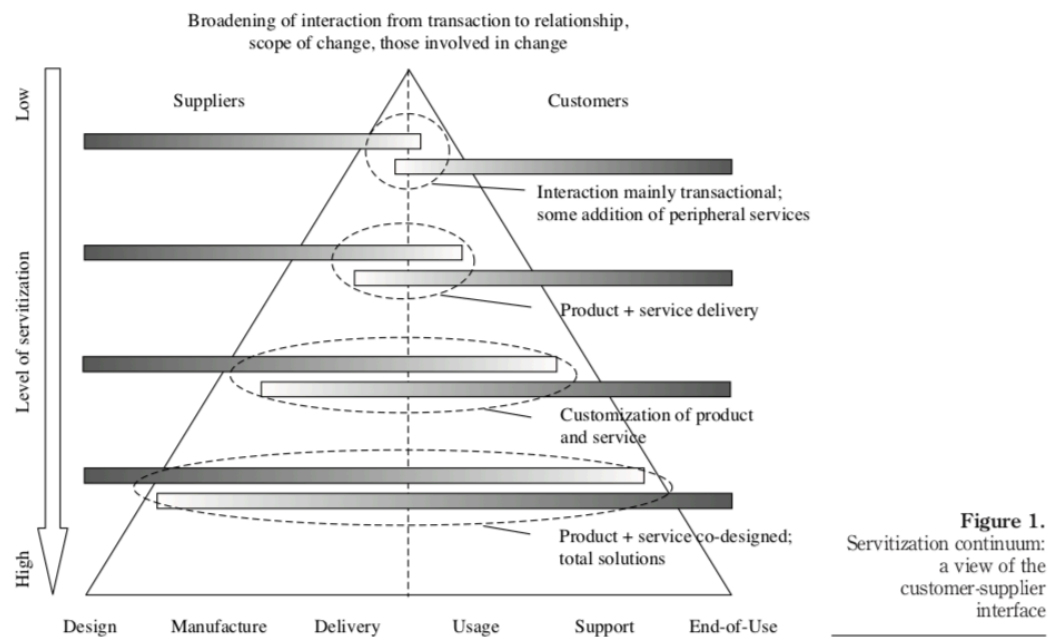 Broadening of interaction from transaction to relationship,
scope of change, those involved in change
Low
Suppliers
Customers
Interaction mainly transactional;
some addition of peripheral services
Level of servitization
Product + service delivery
Customization of product
and service
Product + service co-designed;
total solutions
High
Design
Manufacture
Delivery
Usage
Support
End-of-Use
Figure 1.
Servitization continuum:
a view of the
customer-supplier
interface